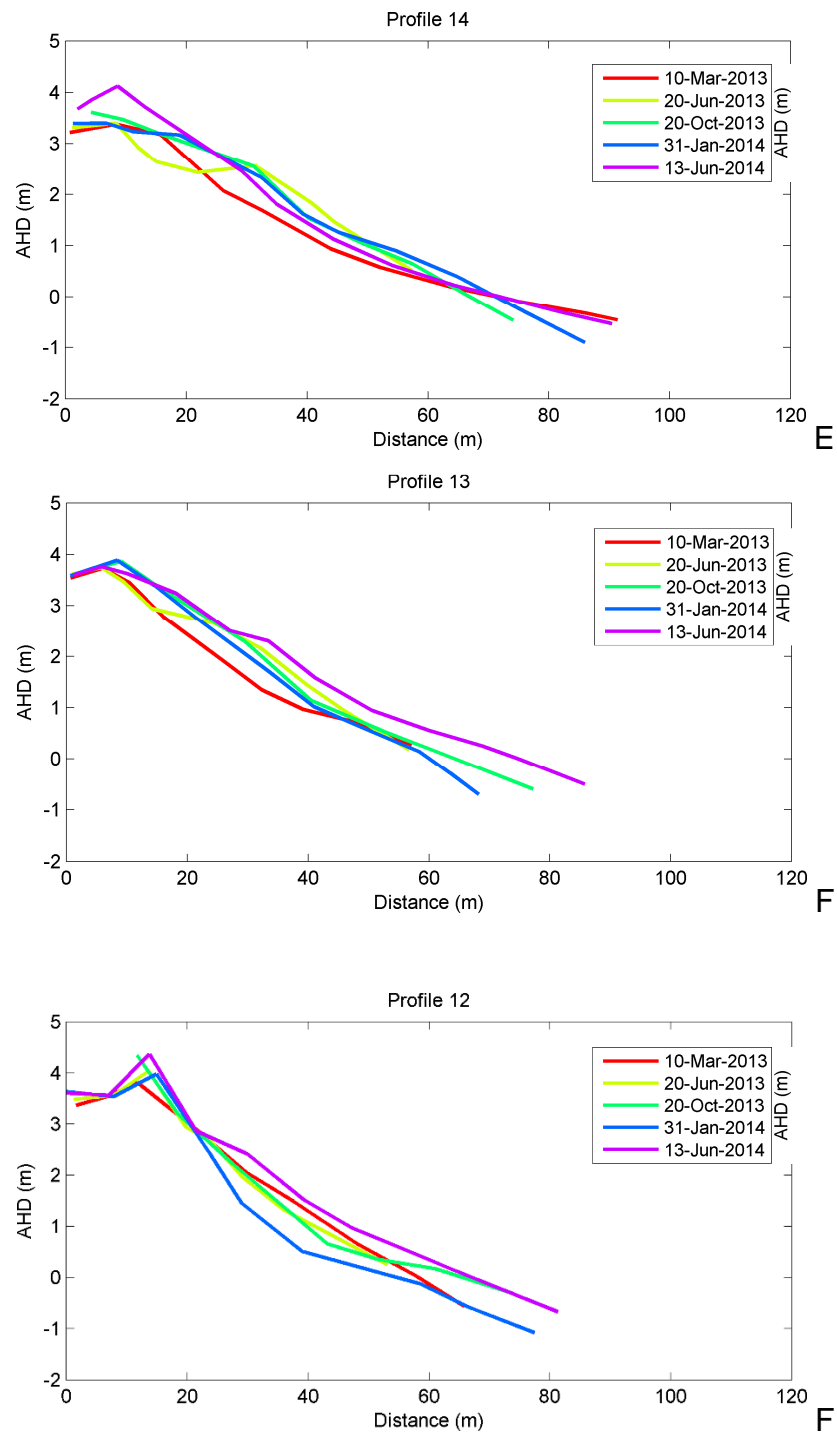 Profile 14
5
4
3
2
1
0
-1
-2
AHD (m)
10-Mar-2013
20-Jun-2013
20-Oct-2013
31-Jan-2014
13-Jun-2014
AHD (m)
0 20 40 60 80 100 120
Distance (m)
E
Profile 13
5
4
3
2
1
0
-1
-2
AHD (m)
10-Mar-2013
20-Jun-2013
20-Oct-2013
31-Jan-2014
13-Jun-2014
AHD (m)
0 20 40 60 80 100 120
Distance (m)
F
Profile 12
5
4
3
2
1
0
-1
-2
AHD (m)
10-Mar-2013
20-Jun-2013
20-Oct-2013
31-Jan-2014
13-Jun-2014
AHD (m)
0 20 40 60 80 100 120
Distance (m)
F